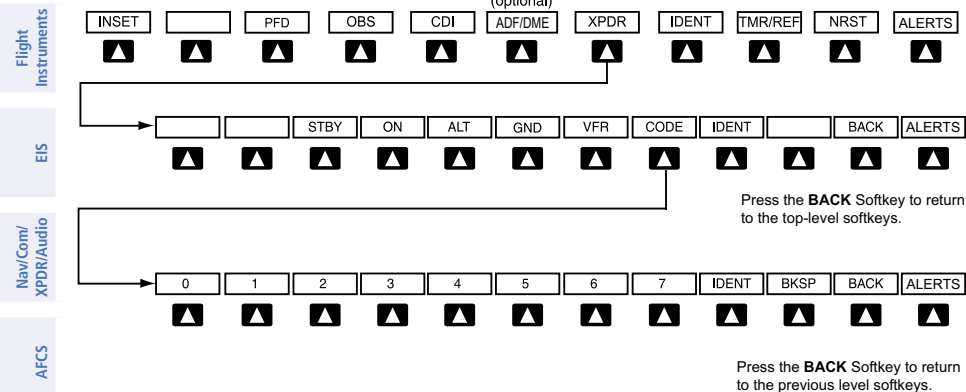 (optional)
INSET PFD OBS CDI ADF/DME XPDR IDENT TMR/REF NRST ALERTS
Flight
Instruments
STBY ON ALT GND VFR CODE IDENT BACK ALERTS
EIS
Press the BACK Softkey to return
to the top-level softkeys.
Nav/Com/
XPDR/Audio
0 1 2 3 4 5 6 7 IDENT BKSP BACK ALERTS
AFCS
Press the BACK Softkey to return
to the previous level softkeys.